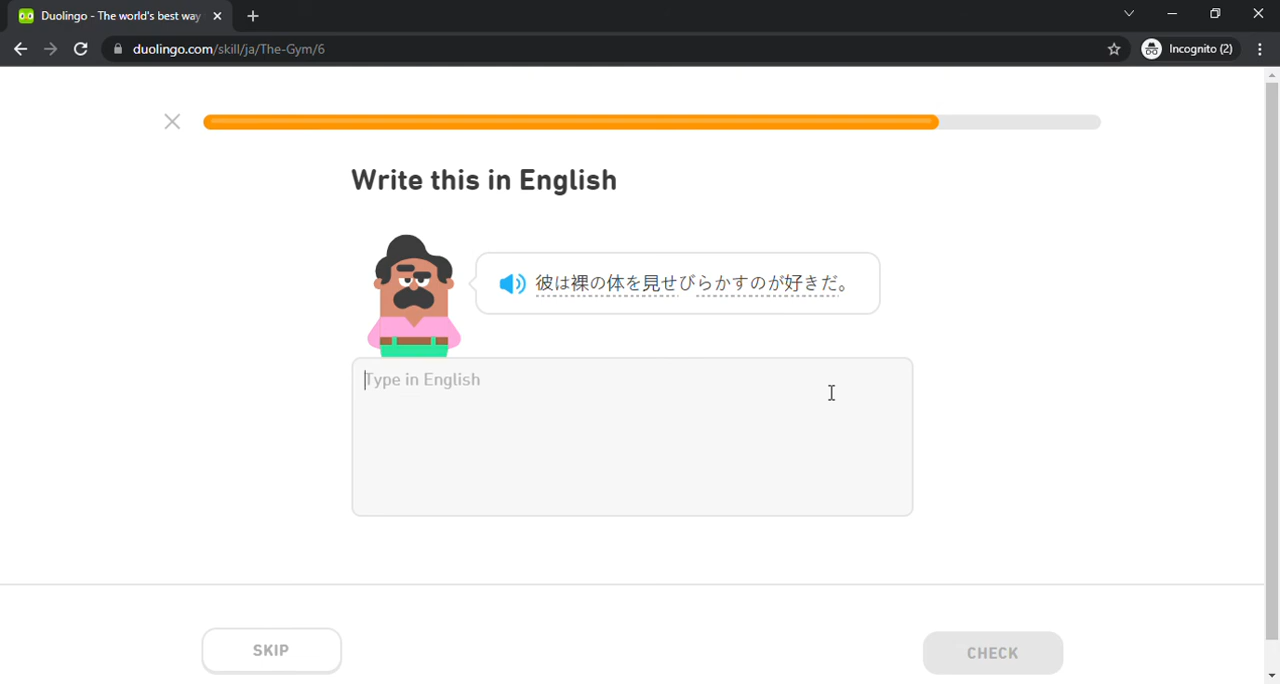 Duolingo - The world's best way
duolingo.com/skill/ja/The-Gym/6
Incognito (2)
Write this in English
彼は裸の体を見せびらかすのが好きだ。
Type in English
SKIP
CHECK